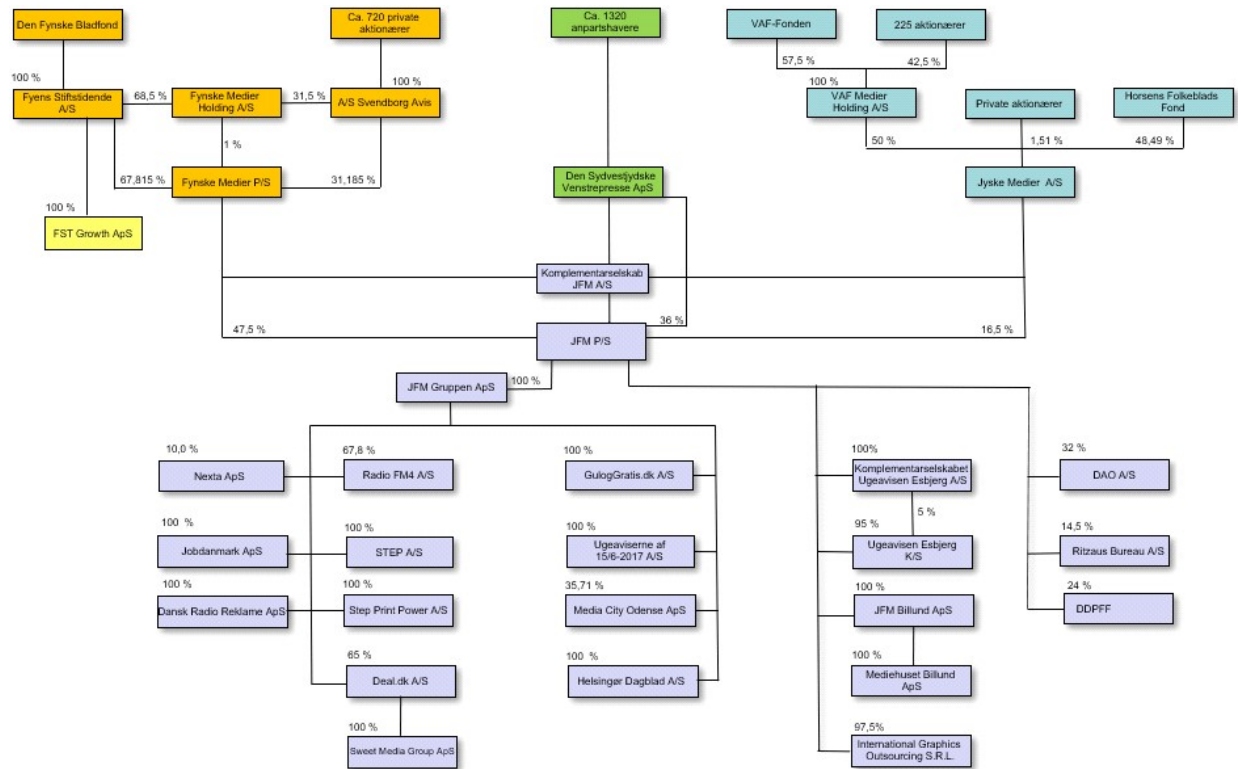 Den Fynske Bladfond
Ca. 720 private
aktionærer
Ca. 1320
anpartshavere
VAF-Fonden
225 aktionærer
57,5 %
42,5 %
100 %
100 %
100 %
Fyens Stiftstidende
A/S
68,5 %
Fynske Medier
Holding A/S
31,5 %
A/S Svendborg Avis
VAF Medier
Holding A/S
Private aktionærer
Horsens Folkeblads
Fond
1 %
50 %
1,51 %
48,49 %
67,815 %
Fynske Medier P/S
31,185 %
Den Sydvestjydske
Venstrepresse ApS
Jyske Medier A/S
100 %
FST Growth ApS
Komplementarselskab
JFM A/S
47,5 %
36 %
16,5 %
JFM P/S
JFM Gruppen ApS
100 %
10,0 %
Nexta ApS
67,8 %
Radio FM4 A/S
100 %
GulogGratis.dk A/S
100%
Komplementarselskabet
Ugeavisen Esbjerg A/S
32 %
DAO A/S
5 %
100 %
Jobdanmark ApS
100 %
STEP A/S
100 %
Ugeaviserne af
15/6-2017 A/S
95 %
Ugeavisen Esbjerg
K/S
14,5 %
Ritzaus Bureau A/S
100 %
Dansk Radio Reklame ApS
100 %
Step Print Power A/S
35,71 %
Media City Odense ApS
100 %
JFM Billund ApS
24 %
DDPFF
65 %
Deal.dk A/S
100 %
Helsingør Dagblad A/S
100 %
Mediehuset Billund
ApS
100 %
Sweet Media Group ApS
97,5%
International Graphics
Outsourcing S.R.L.